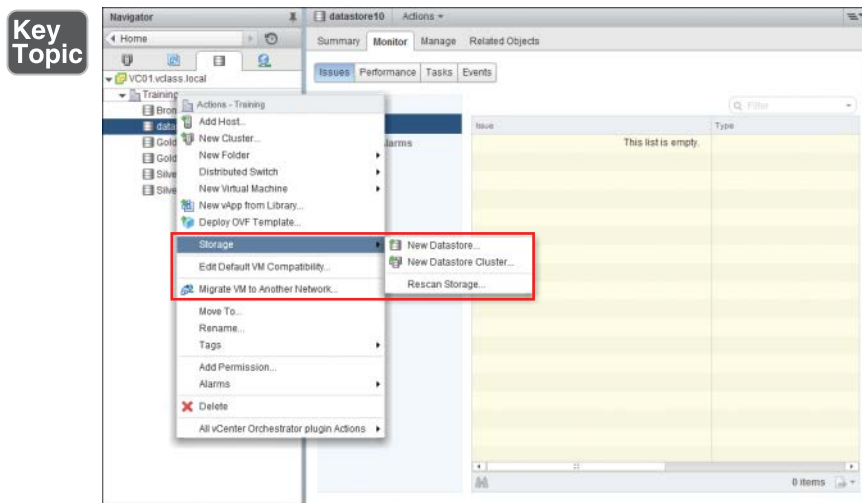 Key
Topic
Navigator
Home
VC01.vclass.local
Training
Bron
data
Gold
Gold
Silve
Silve
Actions - Training
Add Host...
New Cluster...
New Folder
Distributed Switch
New Virtual Machine
New vApp from Library...
Deploy OVF Template...
Storage
Edit Default VM Compatibility...
Migrate VM to Another Network...
Move To...
Rename...
Tags
Add Permission...
Alarms
Delete
All vCenter Orchestrator plugin Actions
New Datastore...
New Datastore Cluster...
Rescan Storage...
datastore10 Actions
Summary Monitor Manage Related Objects
Issues Performance Tasks Events
larms
Filter
Issue Type
This list is empty.
0 items